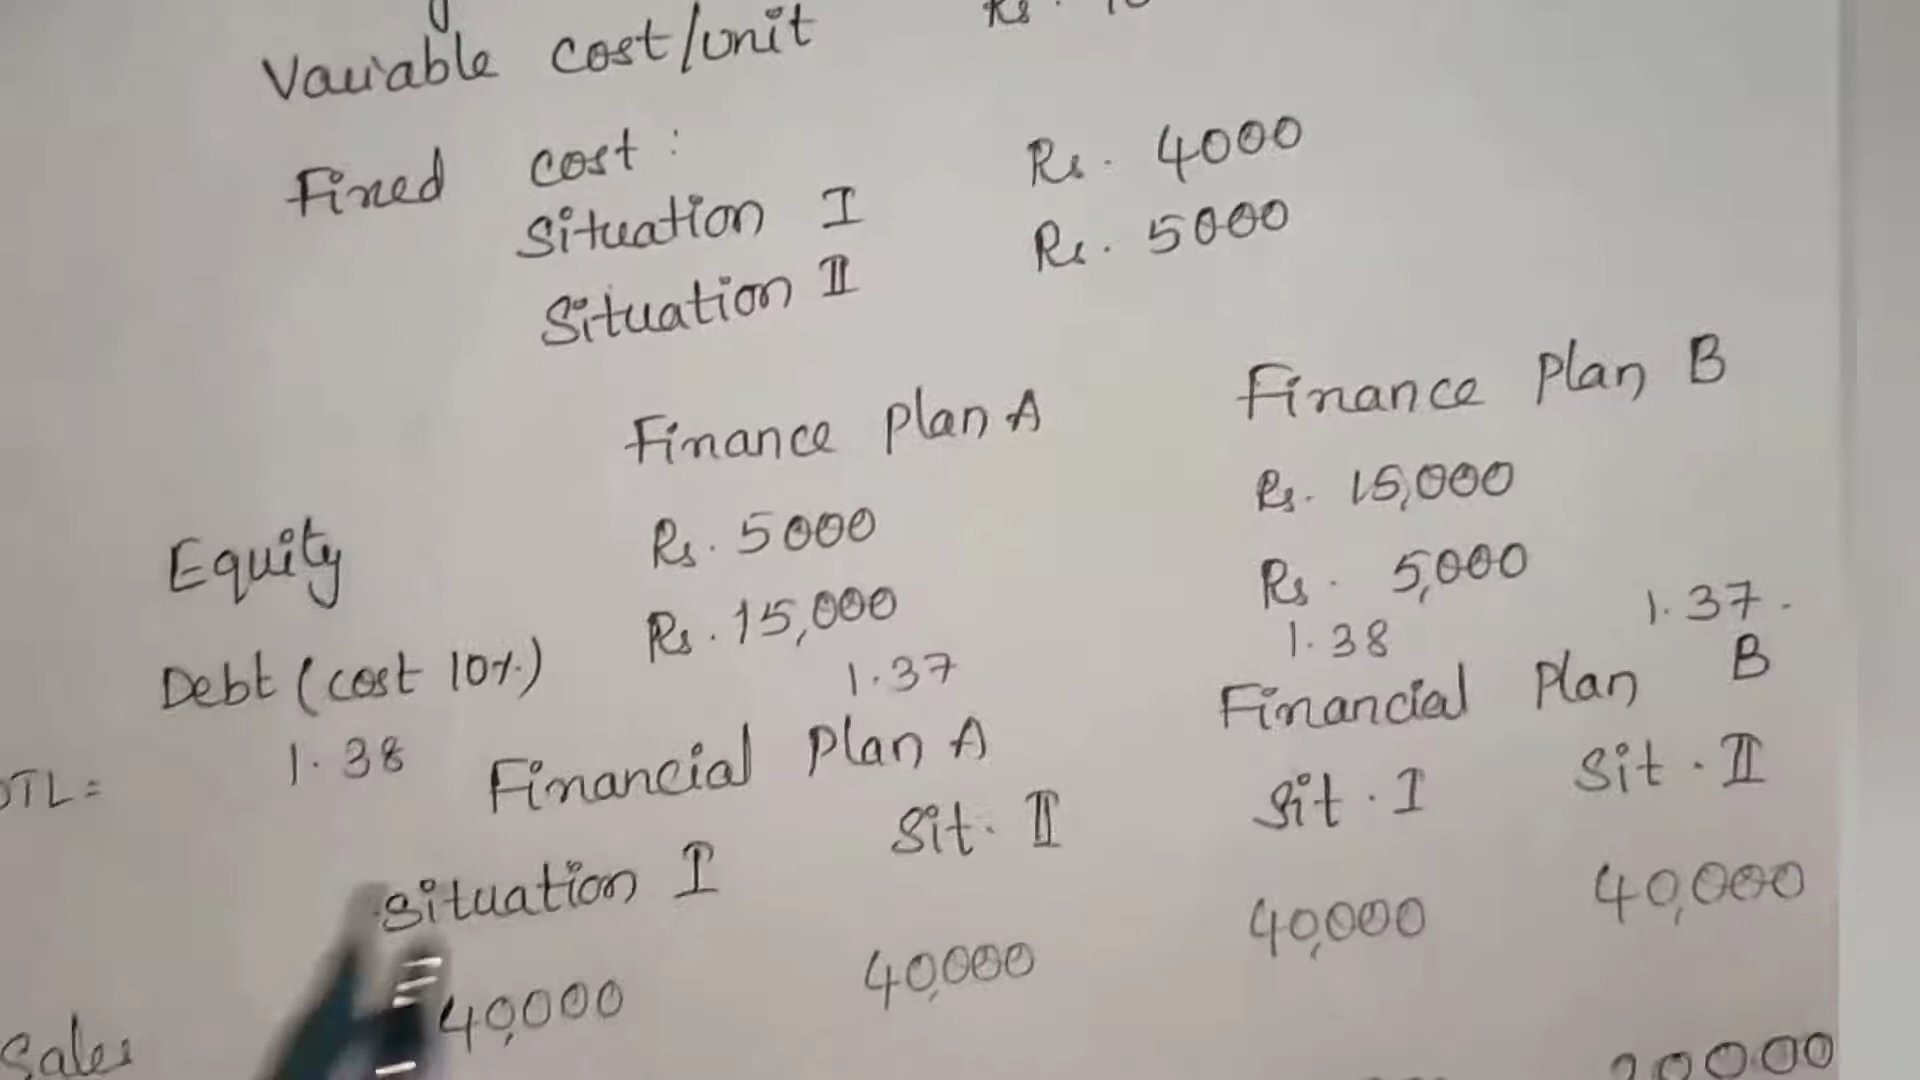 Variable cost/unit Rs. 10
Fixed cost:
Situation I Rs. 4000
Situation II Rs. 5000
Finance Plan A Finance Plan B
Equity Rs. 5000 Rs. 15,000
Debt (cost 10%) Rs. 15,000 Rs. 5,000
DTL = 1.38 1.37 1.38 1.37.
Financial Plan A Financial Plan B
Situation I Sit. II Sit. I Sit. II
Sales 40,000 40,000 40,000 40,000